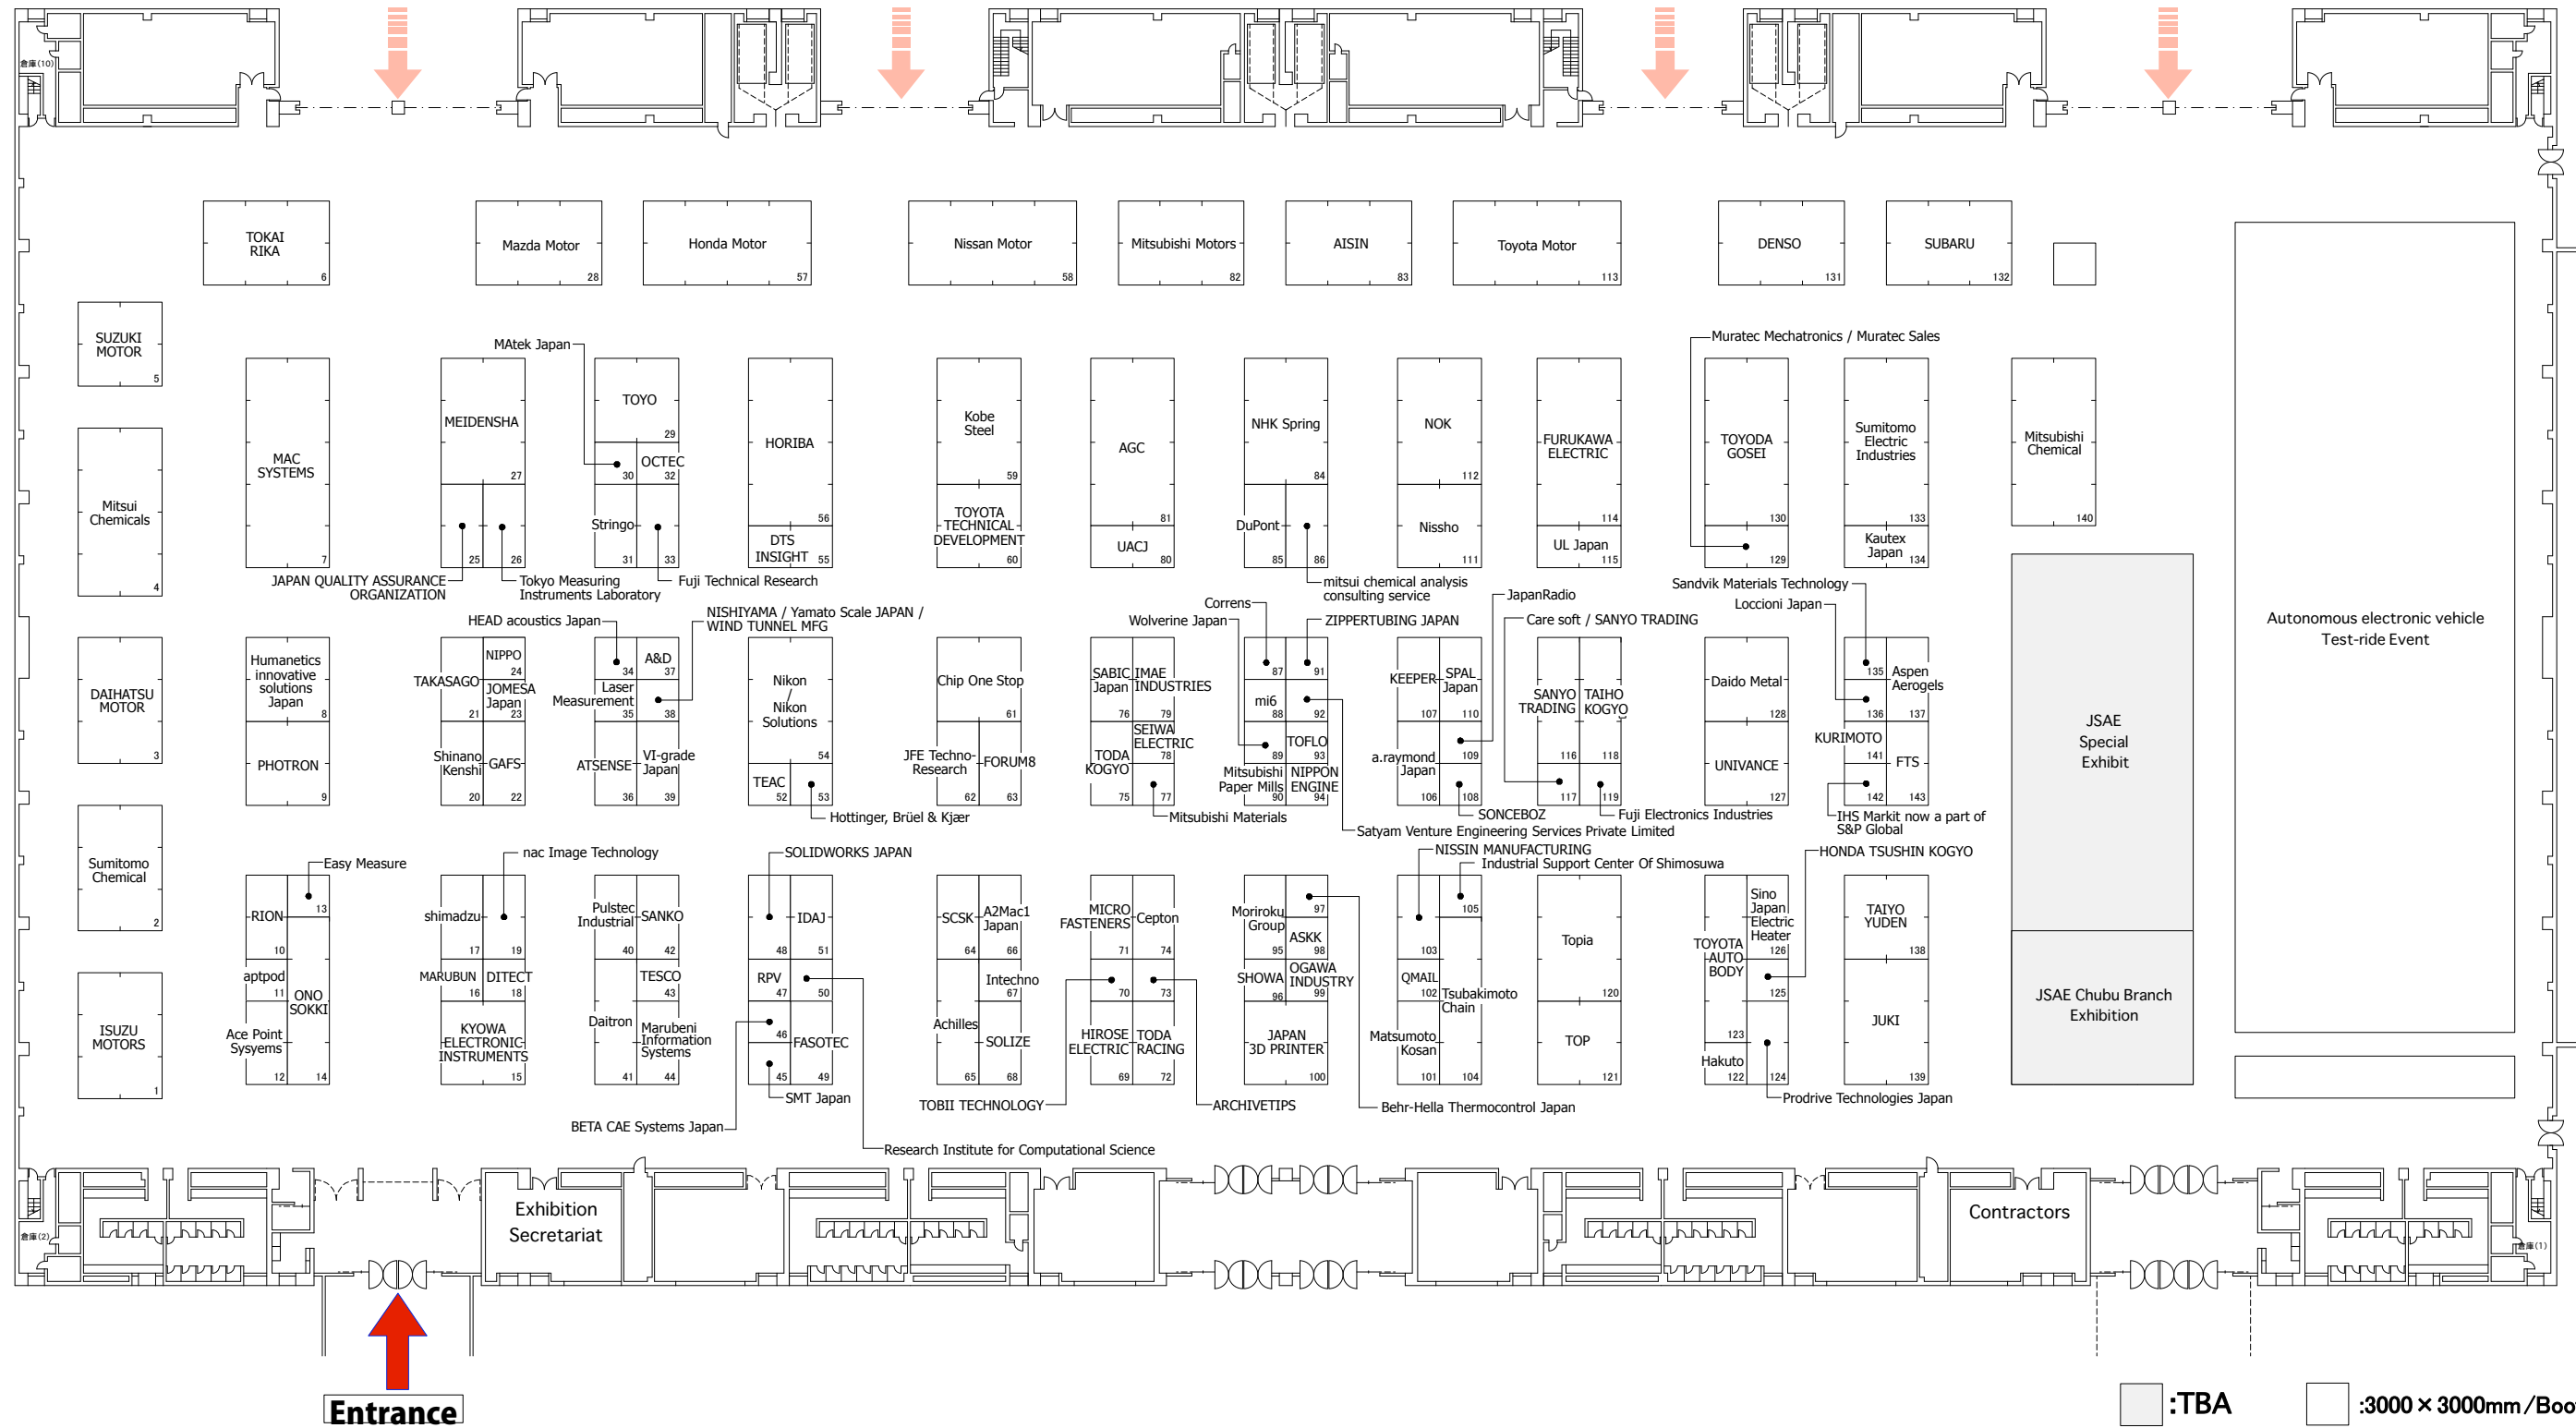 倉庫(10)
TOKAI
RIKA
6
Mazda Motor
28
Honda Motor
57
Nissan Motor
58
Mitsubishi Motors
82
AISIN
83
Toyota Motor
113
DENSO
131
SUBARU
132
SUZUKI
MOTOR
5
MAtek Japan
Muratec Mechatronics / Muratec Sales
Mitsui
Chemicals
4
MAC
SYSTEMS
7
MEIDENSHA
27
25
26
TOYO
29
30
OCTEC
32
Stringo
31
33
HORIBA
56
DTS
INSIGHT
55
Kobe
Steel
59
TOYOTA
TECHNICAL
DEVELOPMENT
60
AGC
81
UACJ
80
NHK Spring
84
DuPont
85
86
NOK
112
Nissho
111
FURUKAWA
ELECTRIC
114
UL Japan
115
TOYODA
GOSEI
130
129
Sumitomo
Electric
Industries
133
Kautex
Japan
134
Mitsubishi
Chemical
140
JAPAN QUALITY ASSURANCE
ORGANIZATION
Tokyo Measuring
Instruments Laboratory
Fuji Technical Research
mitsui chemical analysis
consulting service
Sandvik Materials Technology
Loccioni Japan
HEAD acoustics Japan
NISHIYAMA / Yamato Scale JAPAN /
WIND TUNNEL MFG
Correns
Wolverine Japan
ZIPPERTUBING JAPAN
JapanRadio
Care soft / SANYO TRADING
Autonomous electronic vehicle
Test-ride Event
DAIHATSU
MOTOR
3
Humanetics
innovative
solutions
Japan
8
PHOTRON
9
TAKASAGO
21
NIPPO
24
JOMESA
Japan
23
Shinano
Kenshi
20
GAFS
22
34
A&D
37
Laser
Measurement
35
38
ATSENSE
36
VI-grade
Japan
39
Nikon
/
Nikon
Solutions
54
TEAC
52
53
Chip One Stop
61
JFE Techno-
Research
62
FORUM8
63
SABIC
Japan
76
IMAE
INDUSTRIES
79
SEIWA
ELECTRIC
78
TODA
KOGYO
75
77
87
91
mi6
88
92
89
TOFLO
93
Mitsubishi
Paper Mills
90
NIPPON
ENGINE
94
KEEPER
107
SPAL
Japan
110
a.raymond
Japan
106
109
108
SANYO
TRADING
116
TAIHO
KOGYO
118
117
119
Daido Metal
128
UNIVANCE
127
135
Aspen
Aerogels
136
137
KURIMOTO
141
FTS
142
143
JSAE
Special
Exhibit
Hottinger, Brüel & Kjær
Mitsubishi Materials
Satyam Venture Engineering Services Private Limited
SONCEBOZ
Fuji Electronics Industries
IHS Markit now a part of
S&P Global
Sumitomo
Chemical
2
Easy Measure
nac Image Technology
SOLIDWORKS JAPAN
NISSIN MANUFACTURING
Industrial Support Center Of Shimosuwa
HONDA TSUSHIN KOGYO
RION
10
13
aptpod
11
ONO
SOKKI
14
Ace Point
Sysyems
12
shimadzu
17
19
MARUBUN
16
DITECT
18
KYOWA
ELECTRONIC
INSTRUMENTS
15
Pulstec
Industrial
40
SANKO
42
TESCO
43
Daitron
41
Marubeni
Information
Systems
44
48
IDAJ
51
RPV
47
50
46
FASOTEC
45
49
SCSK
64
A2Mac1
Japan
66
Intechno
67
Achilles
65
SOLIZE
68
MICRO
FASTENERS
71
Cepton
74
70
73
HIROSE
ELECTRIC
69
TODA
RACING
72
Moriroku
Group
95
97
ASKK
98
SHOWA
96
OGAWA
INDUSTRY
99
JAPAN
3D PRINTER
100
103
105
QMAIL
102
Tsubakimoto
Chain
Matsumoto
Kosan
101
104
Topia
120
TOP
121
TOYOTA
AUTO
BODY
123
Sino
Japan
Electric
Heater
126
125
Hakuto
122
124
TAIYO
YUDEN
138
JUKI
139
JSAE Chubu Branch
Exhibition
ISUZU
MOTORS
1
BETA CAE Systems Japan
SMT Japan
TOBII TECHNOLOGY
ARCHIVETIPS
Behr-Hella Thermocontrol Japan
Prodrive Technologies Japan
Research Institute for Computational Science
倉庫(2)
Exhibition
Secretariat
Contractors
倉庫(1)
Entrance
:TBA
:3000×3000mm/Boo